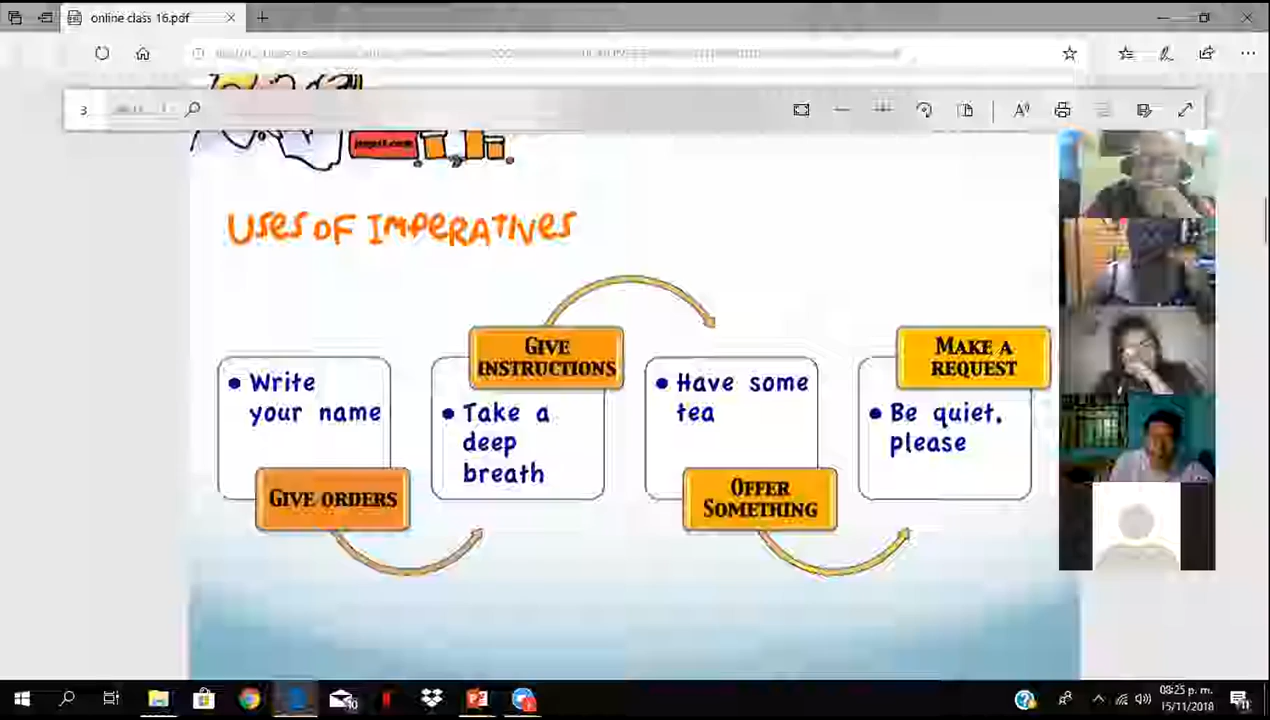 online class 16.pdf
3
USES OF IMPERATIVES
GIVE
INSTRUCTIONS
MAKE A
REQUEST
• Write
your name
• Take a
deep
breath
• Have some
tea
• Be quiet,
please
GIVE ORDERS
OFFER
SOMETHING
08:25 p. m.
15/11/2018